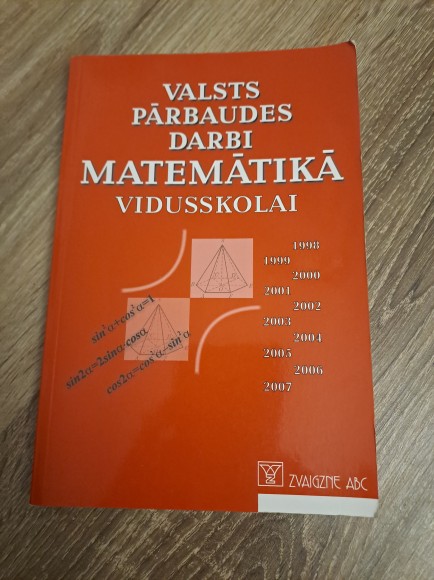 VALSTS
PĀRBAUDES
DARBI
MATEMĀTIKĀ
VIDUSSKOLAI
1998
1999
2000
2001
2002
2003
2004
2005
2006
2007
sin²α+cos²α=1
sin2α=2sinα·cosα
cos2α=cos²α−sin²α
ZVAIGZNE ABC